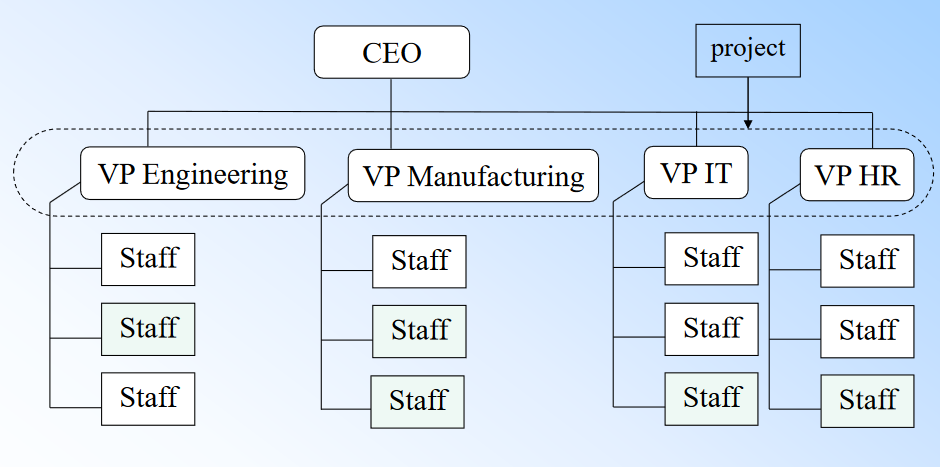 CEO
project
VP Engineering
VP Manufacturing
VP IT
VP HR
Staff
Staff
Staff
Staff
Staff
Staff
Staff
Staff
Staff
Staff
Staff
Staff